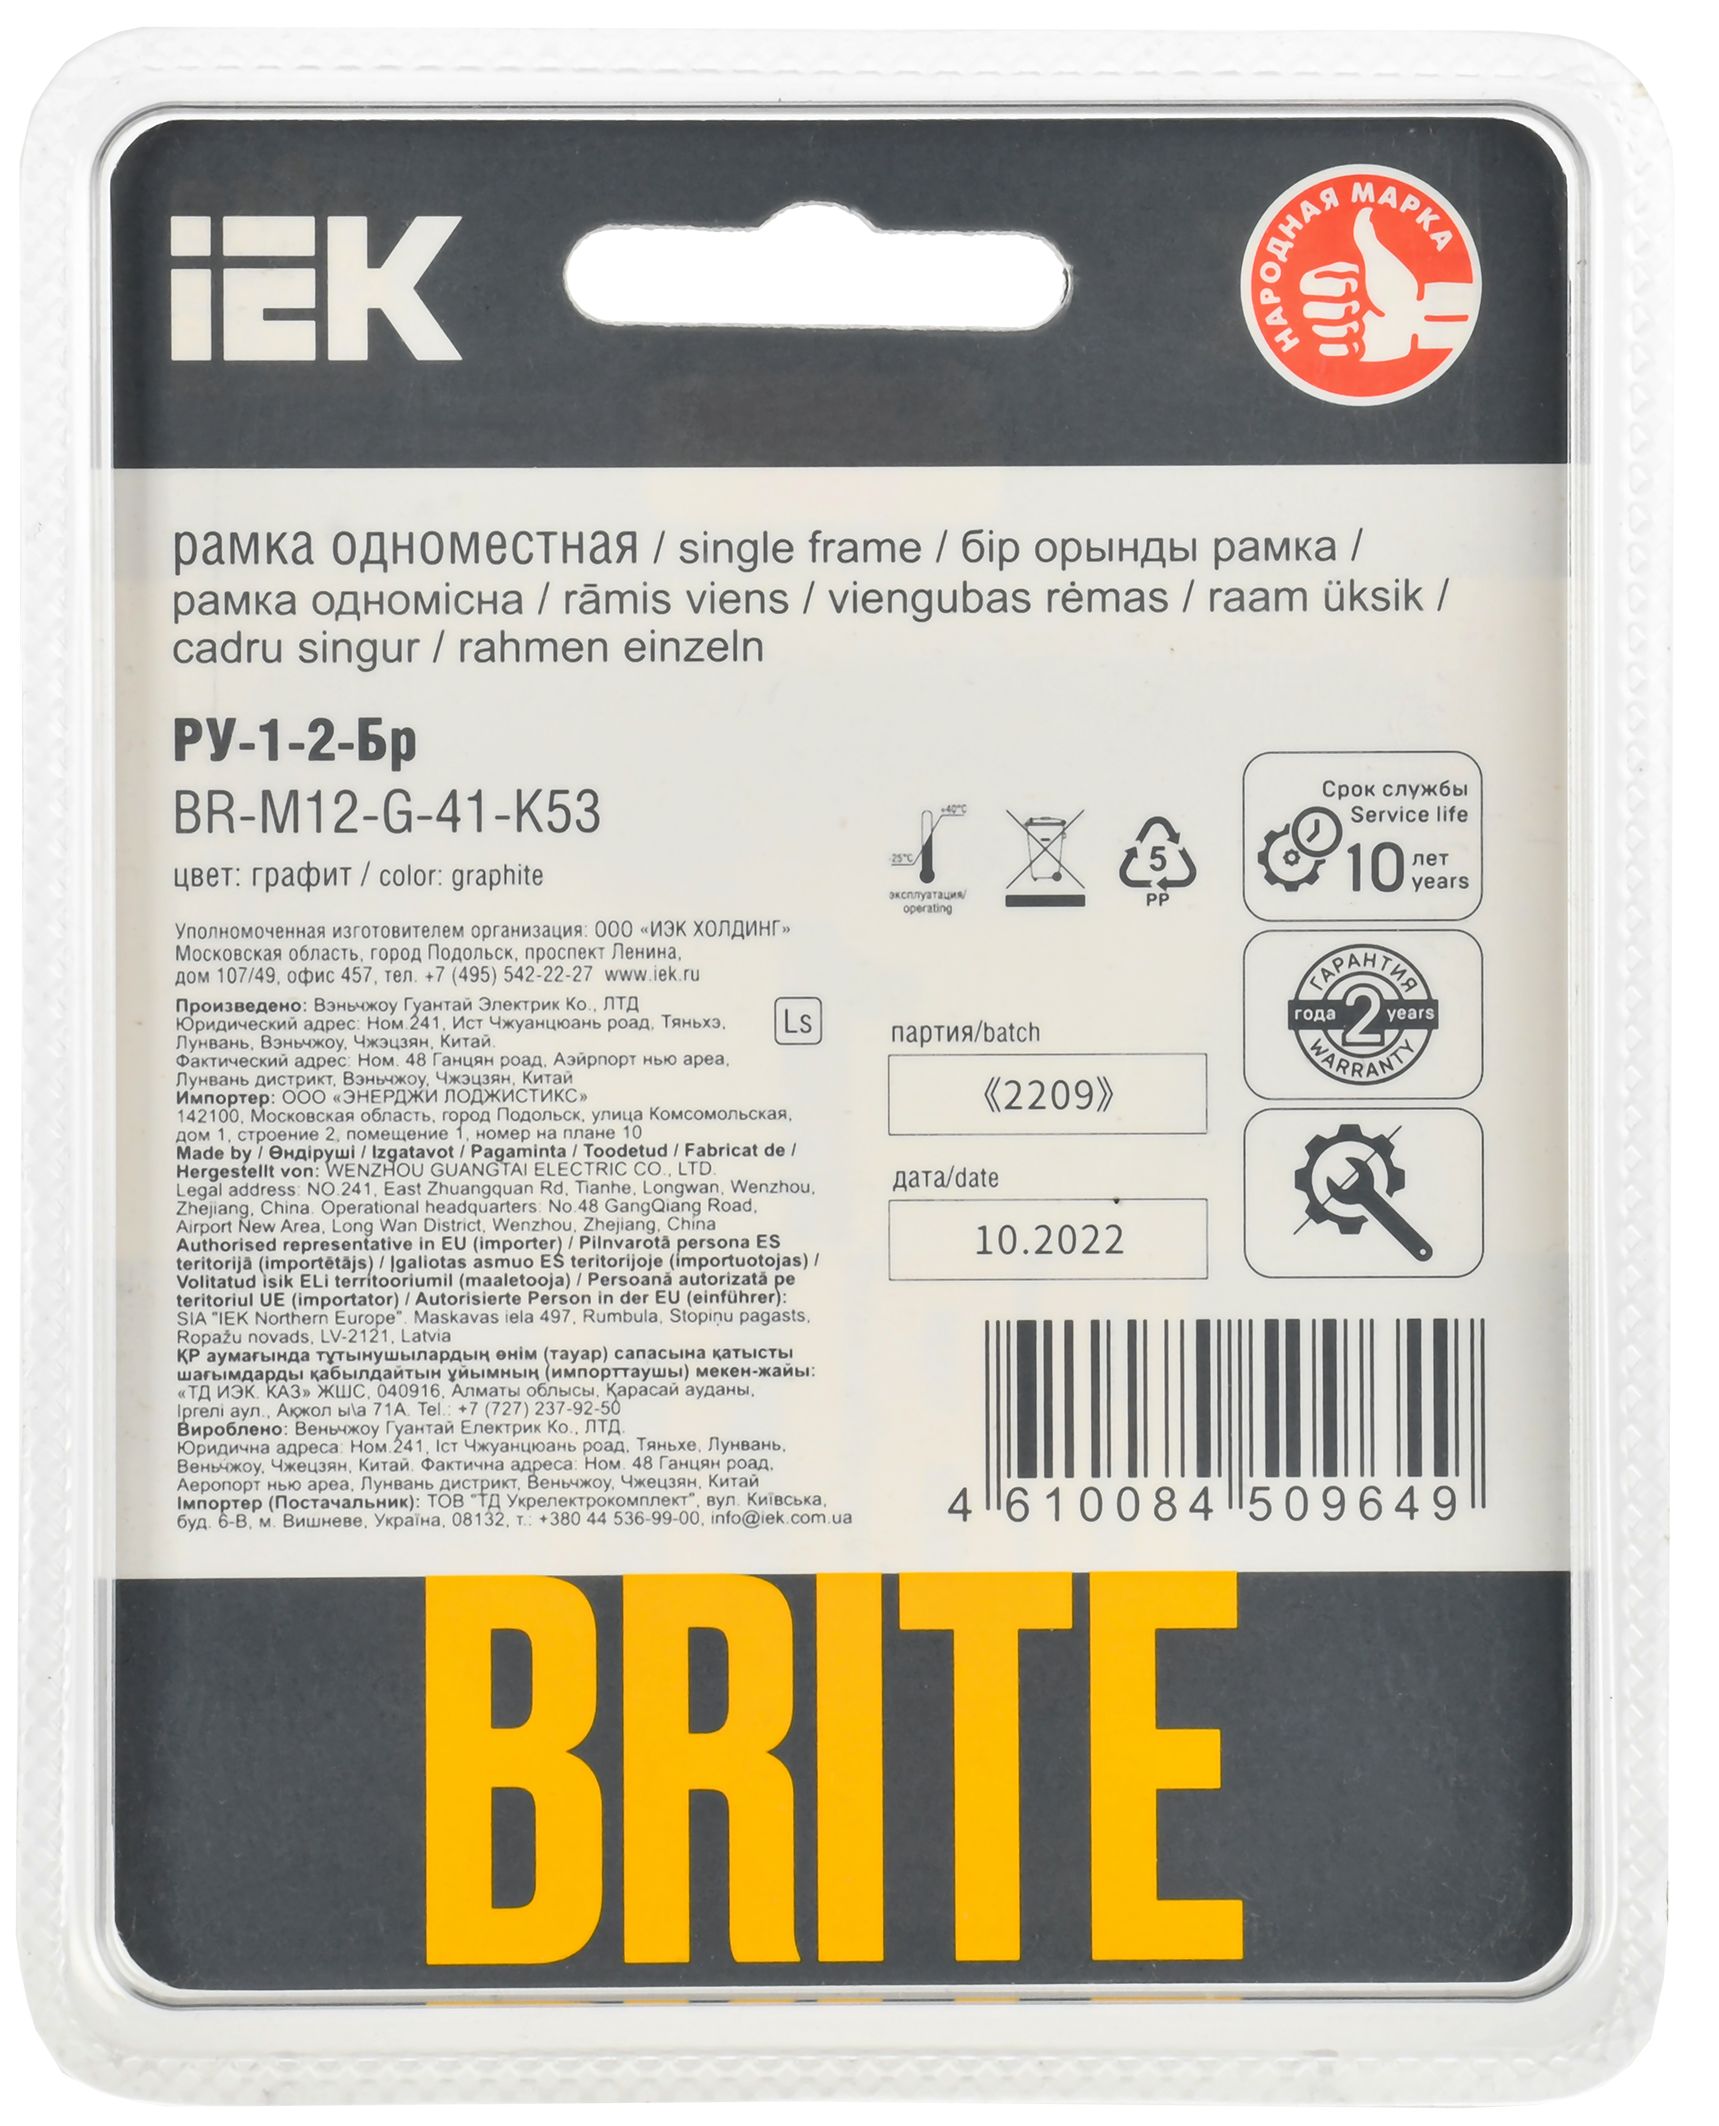 iEK
НАРОДНАЯ МАРКА
рамка одноместная / single frame / бір орынды рамка /
рамка одномісна / rāmis viens / viengubas rėmas / raam üksik /
cadru singur / rahmen einzeln
РУ-1-2-Бр
BR-M12-G-41-K53
цвет: графит / color: graphite
Уполномоченная изготовителем организация: ООО «ИЭК ХОЛДИНГ»
Московская область, город Подольск, проспект Ленина,
дом 107/49, офис 457, тел. +7 (495) 542-22-27 www.iek.ru
Произведено: Вэньчжоу Гуантай Электрик Ко., ЛТД
Юридический адрес: Ном.241, Ист Чжуанцюань роад, Тяньхэ,
Лунвань, Вэньчжоу, Чжэцзян, Китай.
Фактический адрес: Ном. 48 Ганцян роад, Аэйрпорт нью ареа,
Лунвань дистрикт, Вэньчжоу, Чжэцзян, Китай
Импортер: ООО «ЭНЕРДЖИ ЛОДЖИСТИКС»
142100, Московская область, город Подольск, улица Комсомольская,
дом 1, строение 2, помещение 1, номер на плане 10
Made by / Өндіруші / Izgatavot / Pagaminta / Toodetud / Fabricat de /
Hergestellt von: WENZHOU GUANGTAI ELECTRIC CO., LTD.
Legal address: NO.241, East Zhuangquan Rd, Tianhe, Longwan, Wenzhou,
Zhejiang, China. Operational headquarters: No.48 GangQiang Road,
Airport New Area, Long Wan District, Wenzhou, Zhejiang, China
Authorised representative in EU (importer) / Pilnvarotā persona ES
teritorijā (importētājs) / Įgaliotas asmuo ES teritorijoje (importuotojas) /
Volitatud isik ELi territooriumil (maaletooja) / Persoană autorizată pe
teritoriul UE (importator) / Autorisierte Person in der EU (einführer):
SIA "IEK Northern Europe". Maskavas iela 497, Rumbula, Stopiņu pagasts,
Ropažu novads, LV-2121, Latvia
ҚР аумағында тұтынушылардың өнім (тауар) сапасына қатысты
шағымдарды қабылдайтын ұйымның (импорттаушы) мекен-жайы:
«ТД ИЭК. КАЗ» ЖШС, 040916, Алматы облысы, Қарасай ауданы,
Іргелі аул., Ақжол ы\а 71А. Tel.: +7 (727) 237-92-50
Вироблено: Веньчжоу Гуантай Електрик Ко., ЛТД.
Юридична адреса: Ном.241, Іст Чжуанцюань роад, Тяньхе, Лунвань,
Веньчжоу, Чжецзян, Китай. Фактична адреса: Ном. 48 Ганцян роад,
Аеропорт нью ареа, Лунвань дистрикт, Веньчжоу, Чжецзян, Китай
Імпортер (Постачальник): ТОВ "ТД Укрелектрокомплект", вул. Київська,
буд. 6-В, м. Вишневе, Україна, 08132, т.: +380 44 536-99-00, info@iek.com.ua
Ls
+40°C
-25°C
эксплуатация/
operating
5
PP
Срок службы
Service life
10 лет
years
ГАРАНТИЯ
года 2 years
WARRANTY
партия/batch
《2209》
дата/date
10.2022
4 610084 509649
BRITE